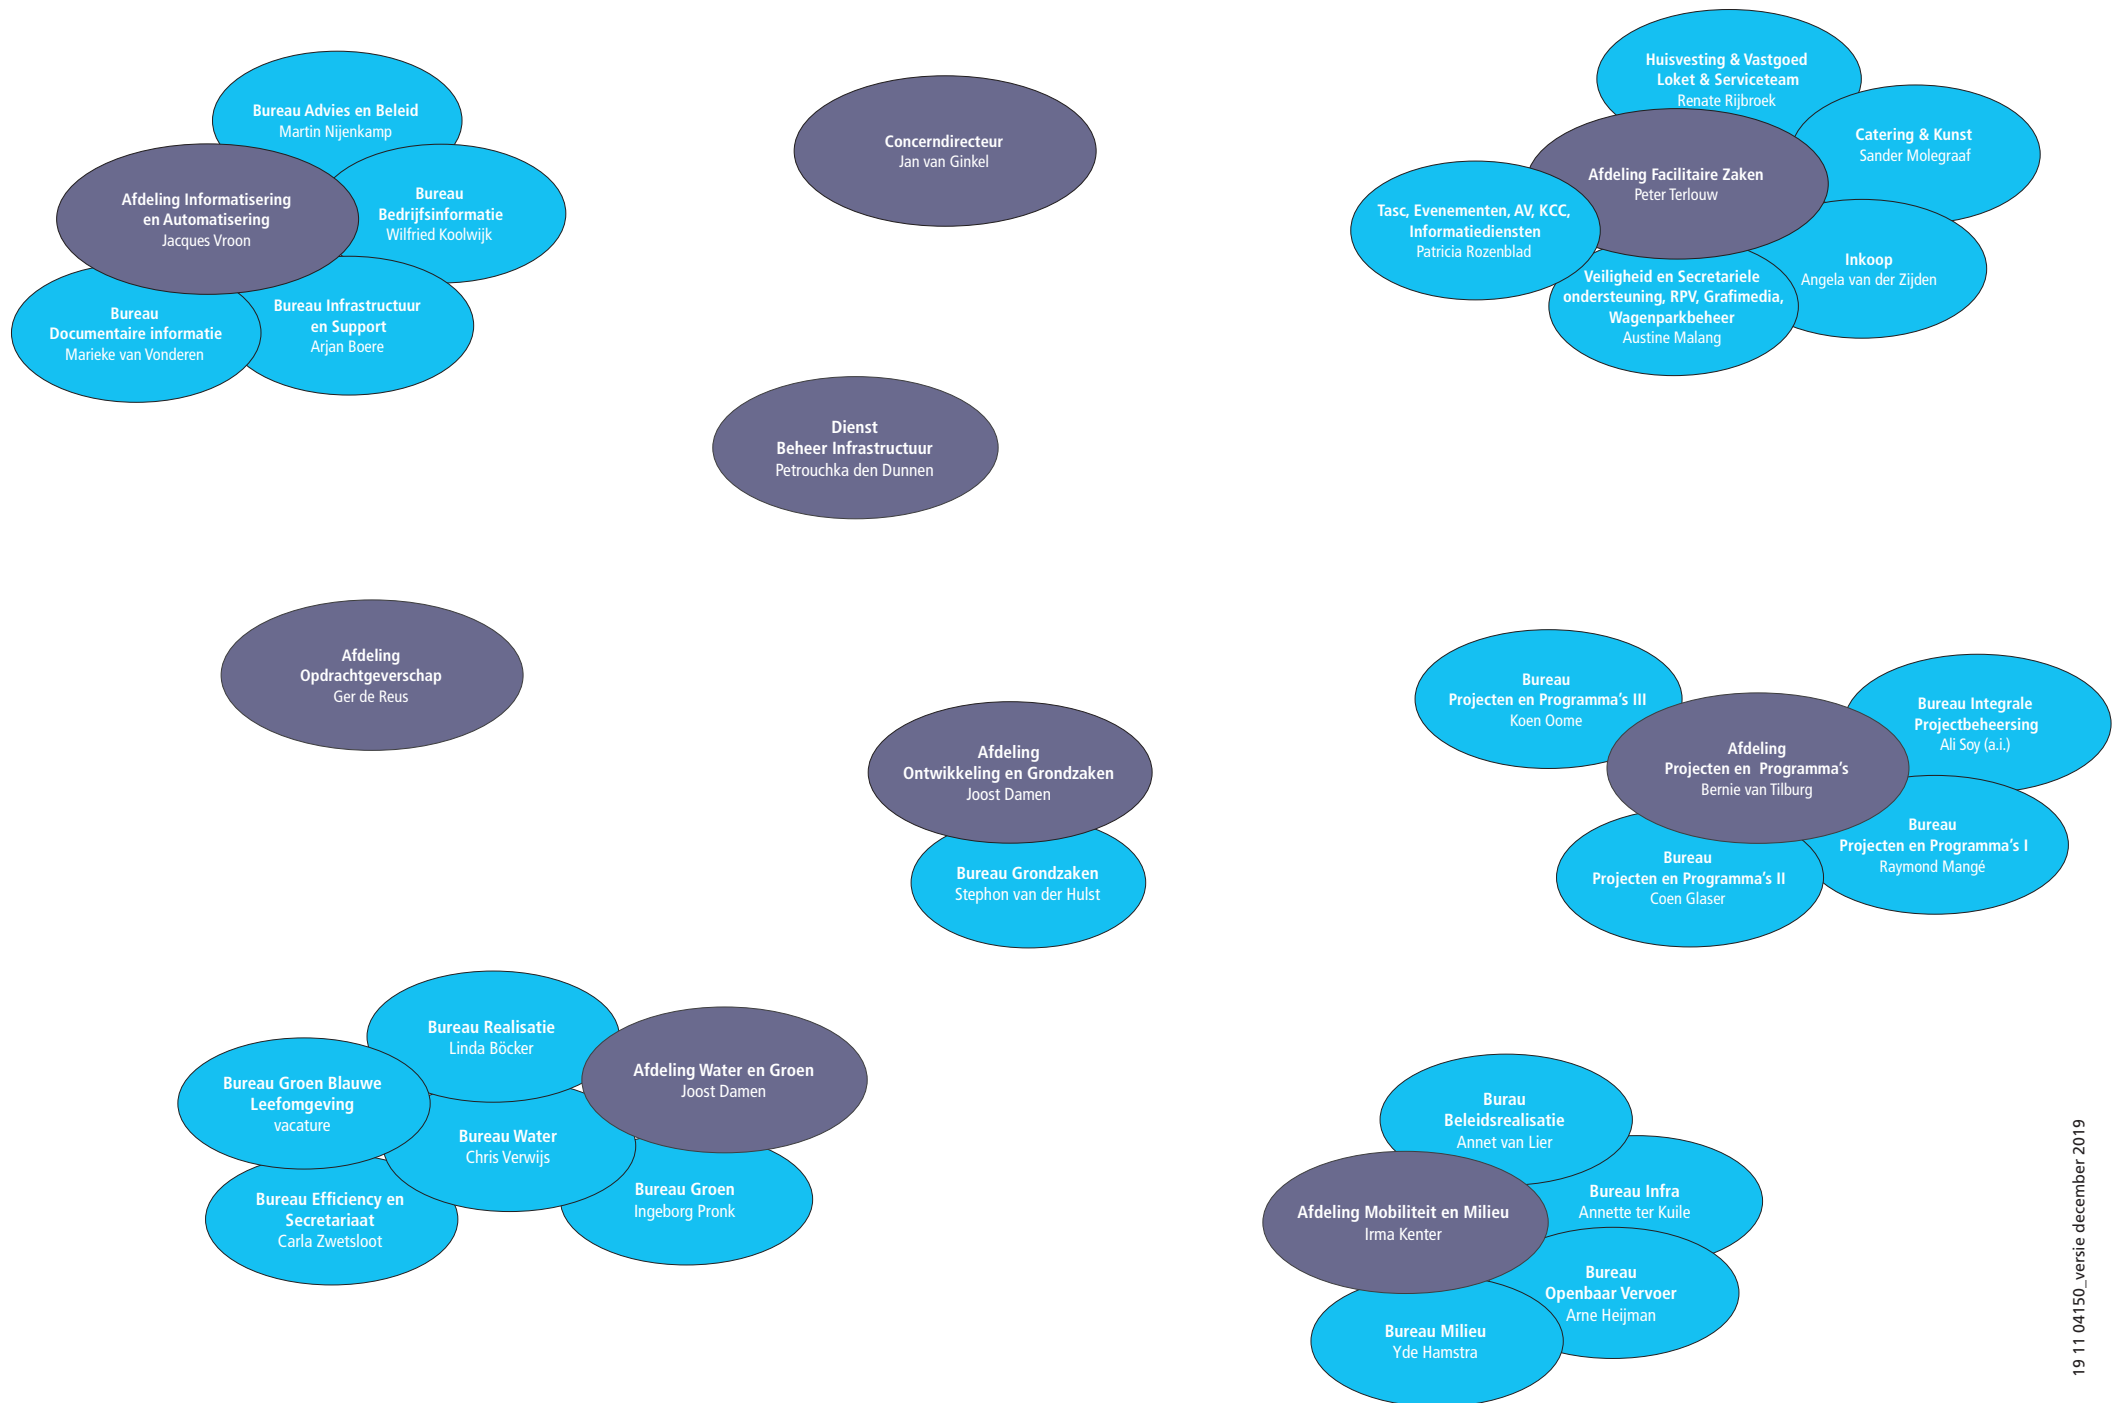 Bureau Advies en Beleid
Martin Nijenkamp
Afdeling Informatisering
en Automatisering
Jacques Vroon
Bureau
Bedrijfsinformatie
Wilfried Koolwijk
Bureau Infrastructuur
en Support
Arjan Boere
Bureau
Documentaire informatie
Marieke van Vonderen
Concerndirecteur
Jan van Ginkel
Huisvesting & Vastgoed
Loket & Serviceteam
Renate Rijbroek
Catering & Kunst
Sander Molegraaf
Afdeling Facilitaire Zaken
Peter Terlouw
Tasc, Evenementen, AV, KCC,
Informatiediensten
Patricia Rozenblad
Inkoop
Angela van der Zijden
Veiligheid en Secretariele
ondersteuning, RPV, Grafimedia,
Wagenparkbeheer
Austine Malang
Dienst
Beheer Infrastructuur
Petrouchka den Dunnen
Afdeling
Opdrachtgeverschap
Ger de Reus
Afdeling
Ontwikkeling en Grondzaken
Joost Damen
Bureau Grondzaken
Stephon van der Hulst
Bureau
Projecten en Programma's III
Koen Oome
Bureau Integrale
Projectbeheersing
Ali Soy (a.i.)
Afdeling
Projecten en Programma's
Bernie van Tilburg
Bureau
Projecten en Programma's I
Raymond Mangé
Bureau
Projecten en Programma's II
Coen Glaser
Bureau Realisatie
Linda Böcker
Afdeling Water en Groen
Joost Damen
Bureau Groen Blauwe
Leefomgeving
vacature
Bureau Water
Chris Verwijs
Bureau Groen
Ingeborg Pronk
Bureau Efficiency en
Secretariaat
Carla Zwetsloot
Burau
Beleidsrealisatie
Annet van Lier
Bureau Infra
Annette ter Kuile
Afdeling Mobiliteit en Milieu
Irma Kenter
Bureau
Openbaar Vervoer
Arne Heijman
Bureau Milieu
Yde Hamstra
19 11 04150_versie december 2019